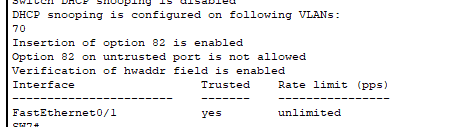 Switch DHCP snooping is disabled
DHCP snooping is configured on following VLANs:
70
Insertion of option 82 is enabled
Option 82 on untrusted port is not allowed
Verification of hwaddr field is enabled
Interface Trusted Rate limit (pps)
----------------------- ------- ----------------
FastEthernet0/1 yes unlimited
SW2#